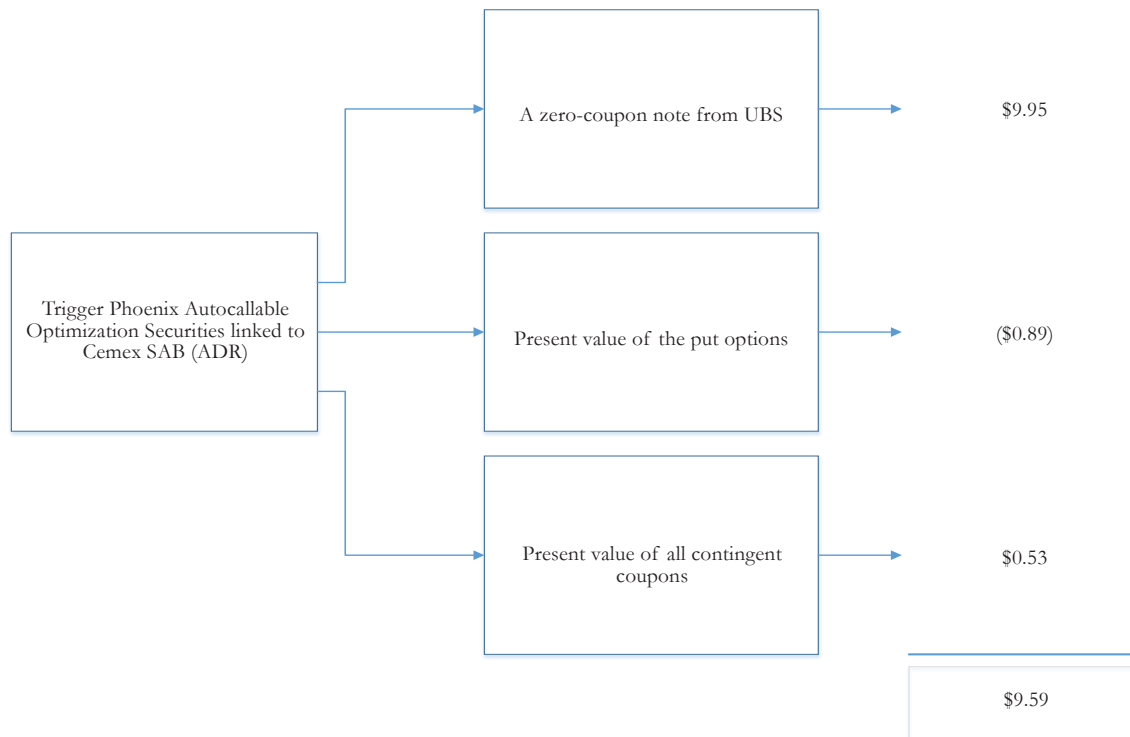 A zero-coupon note from UBS
$9.95
Trigger Phoenix Autocallable
Optimization Securities linked to
Cemex SAB (ADR)
Present value of the put options
($0.89)
Present value of all contingent
coupons
$0.53
$9.59